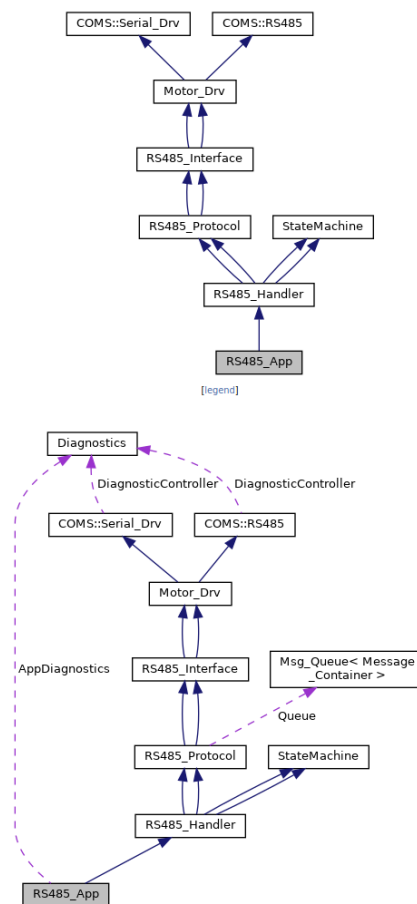 COMS::Serial_Drv COMS::RS485
Motor_Drv
RS485_Interface
RS485_Protocol StateMachine
RS485_Handler
RS485_App
[legend]
Diagnostics
DiagnosticController DiagnosticController
COMS::Serial_Drv COMS::RS485
Motor_Drv
AppDiagnostics RS485_Interface Msg_Queue< Message
_Container >
Queue
RS485_Protocol StateMachine
RS485_Handler
RS485_App